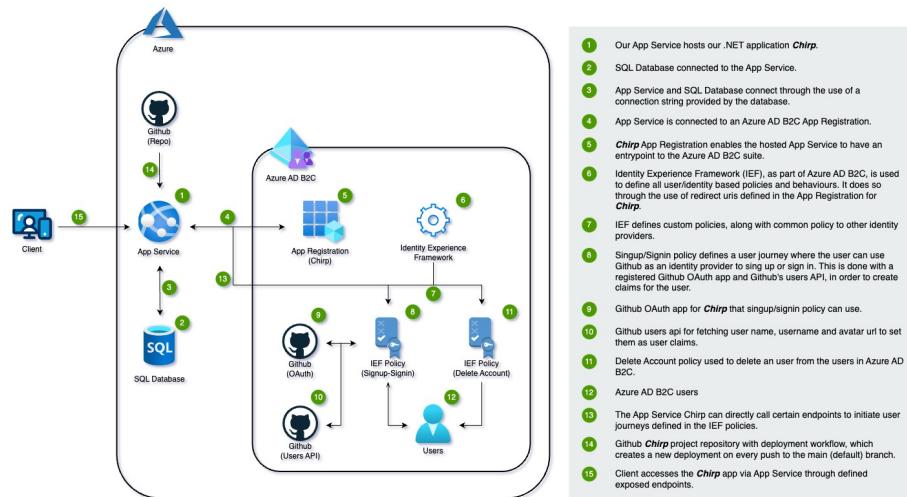 Azure
Github
(Repo)
14
1
Azure AD B2C
5
6
15
4
Client
App Service
App Registration
(Chirp)
Identity Experience
Framework
13
3
7
9
8
11
2
SQL
SQL Database
Github
(OAuth)
IEF Policy
(Signup-Signin)
IEF Policy
(Delete Account)
10
12
Github
(Users API)
Users
1 Our App Service hosts our .NET application Chirp.
2 SQL Database connected to the App Service.
3 App Service and SQL Database connect through the use of a
connection string provided by the database.
4 App Service is connected to an Azure AD B2C App Registration.
5 Chirp App Registration enables the hosted App Service to have an
entrypoint to the Azure AD B2C suite.
6 Identity Experience Framework (IEF), as part of Azure AD B2C, is used
to define all user/identity based policies and behaviours. It does so
through the use of redirect uris defined in the App Registration for
Chirp.
7 IEF defines custom policies, along with common policy to other identity
providers.
8 Singup/Signin policy defines a user journey where the user can use
Github as an identity provider to sing up or sign in. This is done with a
registered Github OAuth app and Github's users API, in order to create
claims for the user.
9 Github OAuth app for Chirp that singup/signin policy can use.
10 Github users api for fetching user name, username and avatar url to set
them as user claims.
11 Delete Account policy used to delete an user from the users in Azure AD
B2C.
12 Azure AD B2C users
13 The App Service Chirp can directly call certain endpoints to initiate user
journeys defined in the IEF policies.
14 Github Chirp project repository with deployment workflow, which
creates a new deployment on every push to the main (default) branch.
15 Client accesses the Chirp app via App Service through defined
exposed endpoints.